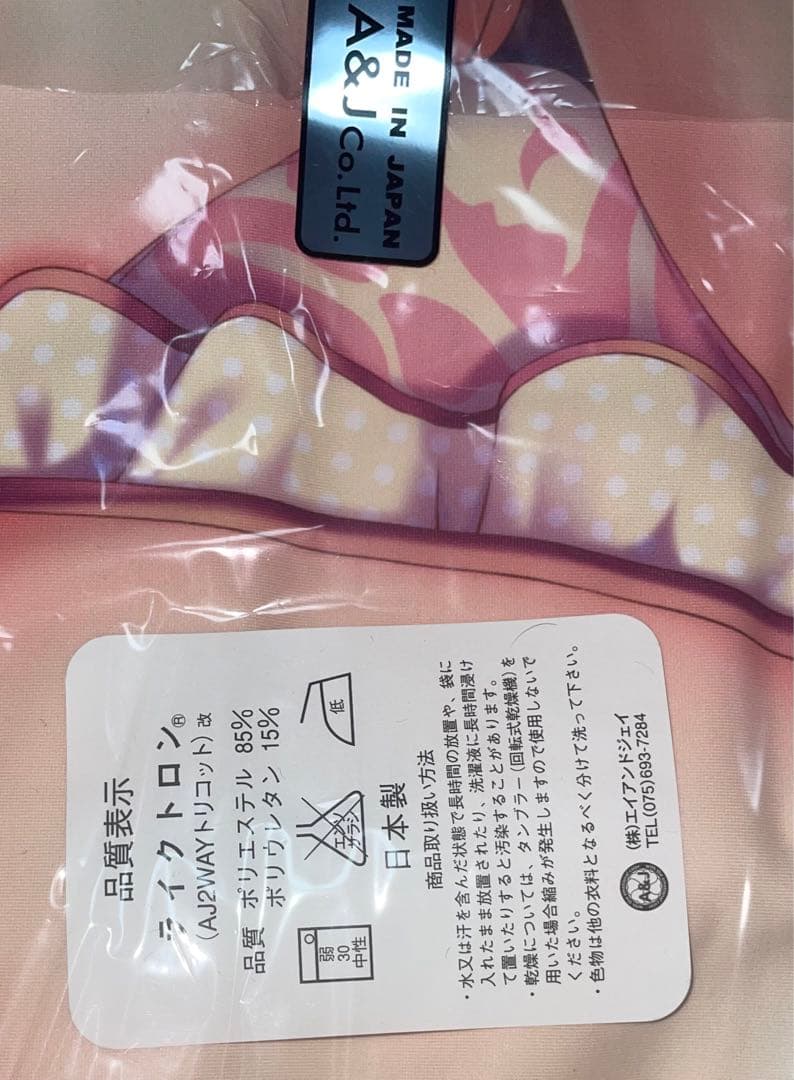 MADE IN JAPAN
A&J Co.Ltd.
品質表示
ライクトロン®
(AJ2WAYトリコット)改
品質 ポリエステル 85%
ポリウレタン 15%
弱
30
中性
エンソ
サラシ
低
日本製
商品取り扱い方法
・水又は汗を含んだ状態で長時間の放置や、袋に
入れたまま放置されたり、洗濯液に長時間浸け
て置いたりすると汚染することがあります。
・乾燥については、タンブラー(回転式乾燥機)を
用いた場合縮みが発生しますので使用しないで
ください。
・色物は他の衣料となるべく分けて洗って下さい。
A&J
(株)エイアンドジェイ
TEL(075)693-7284